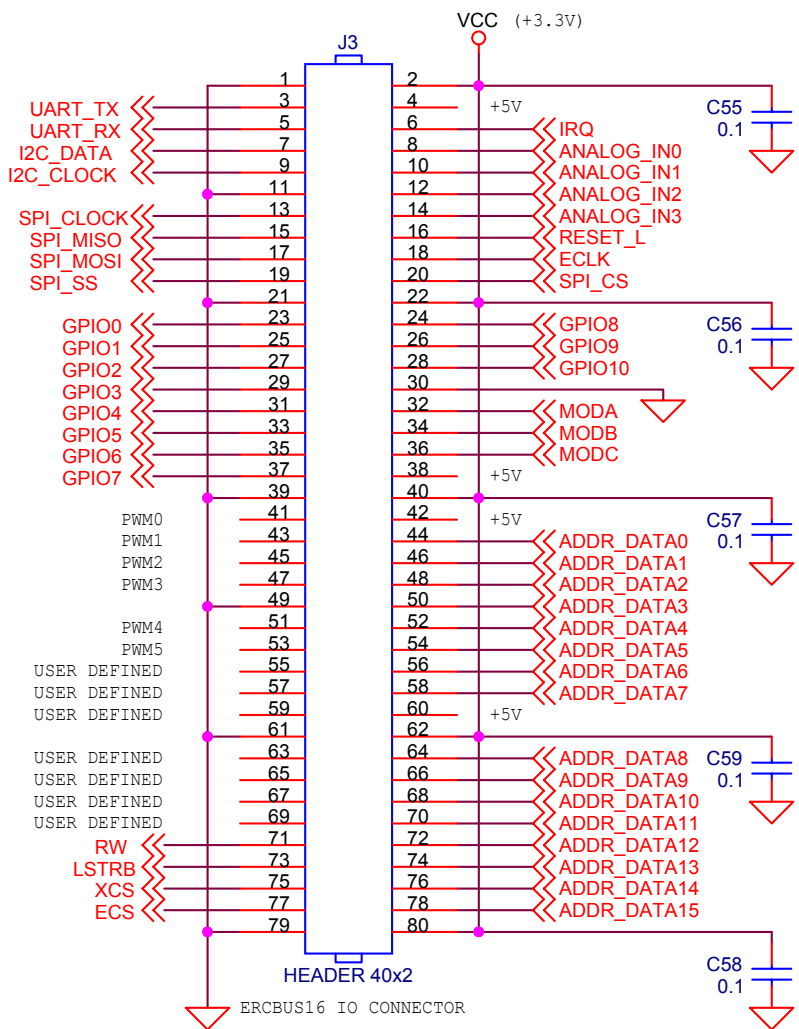 VCC (+3.3V)
J3
1 2
UART_TX 3 4 +5V C55
UART_RX 5 6 IRQ 0.1
I2C_DATA 7 8 ANALOG_IN0
I2C_CLOCK 9 10 ANALOG_IN1
11 12 ANALOG_IN2
SPI_CLOCK 13 14 ANALOG_IN3
SPI_MISO 15 16 RESET_L
SPI_MOSI 17 18 ECLK
SPI_SS 19 20 SPI_CS
21 22
GPIO0 23 24 GPIO8 C56
GPIO1 25 26 GPIO9 0.1
GPIO2 27 28 GPIO10
GPIO3 29 30
GPIO4 31 32 MODA
GPIO5 33 34 MODB
GPIO6 35 36 MODC
GPIO7 37 38 +5V
39 40
PWM0 41 42 +5V C57
PWM1 43 44 ADDR_DATA0 0.1
PWM2 45 46 ADDR_DATA1
PWM3 47 48 ADDR_DATA2
49 50 ADDR_DATA3
PWM4 51 52 ADDR_DATA4
PWM5 53 54 ADDR_DATA5
USER DEFINED 55 56 ADDR_DATA6
USER DEFINED 57 58 ADDR_DATA7
USER DEFINED 59 60 +5V
61 62
USER DEFINED 63 64 ADDR_DATA8 C59
USER DEFINED 65 66 ADDR_DATA9 0.1
USER DEFINED 67 68 ADDR_DATA10
USER DEFINED 69 70 ADDR_DATA11
RW 71 72 ADDR_DATA12
LSTRB 73 74 ADDR_DATA13
XCS 75 76 ADDR_DATA14
ECS 77 78 ADDR_DATA15
79 80
C58
HEADER 40x2 0.1
ERCBUS16 IO CONNECTOR